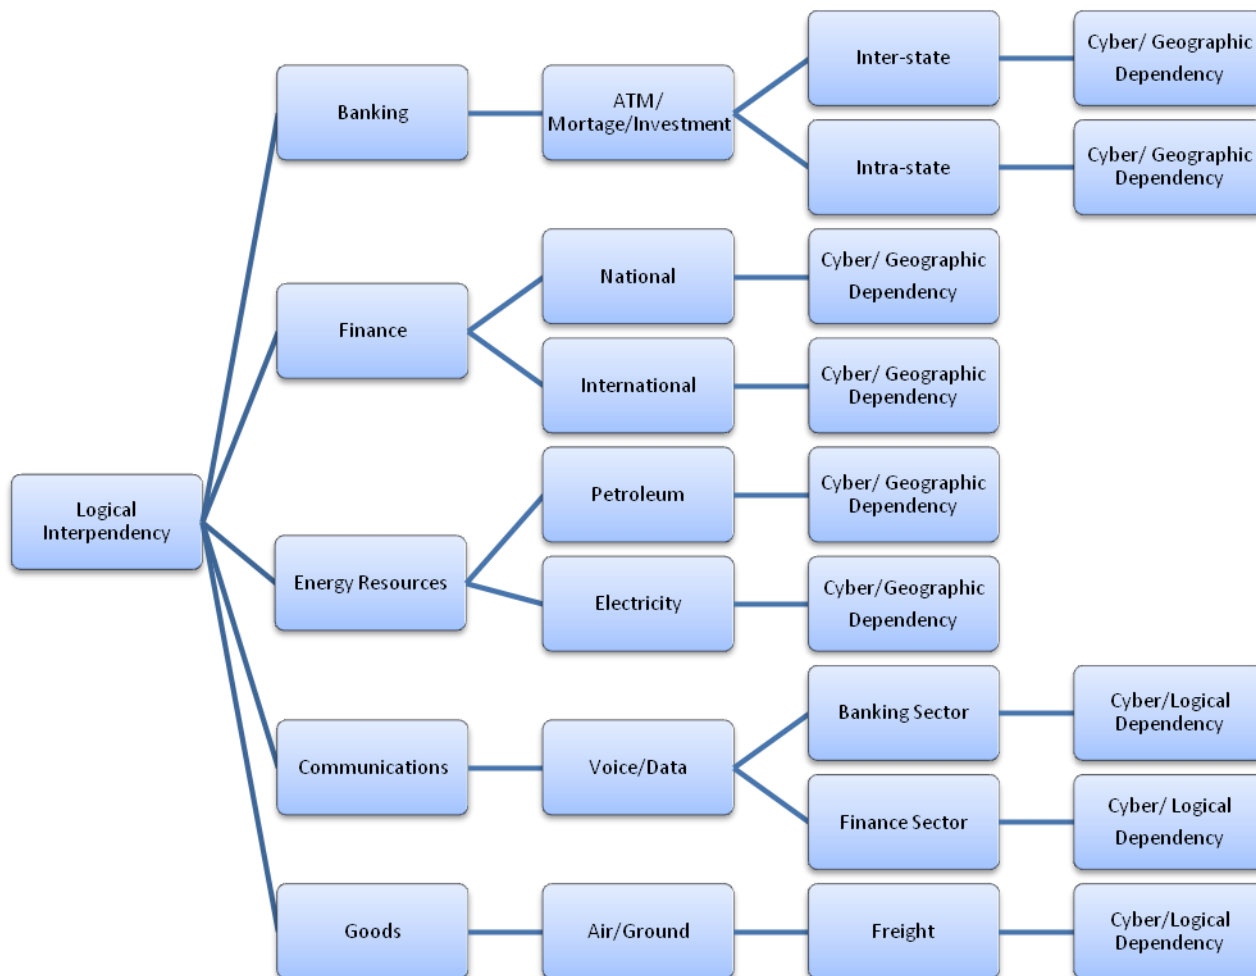 Logical
Interpendency
Banking
ATM/
Mortage/Investment
Inter-state
Cyber/ Geographic
Dependency
Intra-state
Cyber/ Geographic
Dependency
Finance
National
Cyber/ Geographic
Dependency
International
Cyber/ Geographic
Dependency
Energy Resources
Petroleum
Cyber/ Geographic
Dependency
Electricity
Cyber/Geographic
Dependency
Communications
Voice/Data
Banking Sector
Cyber/Logical
Dependency
Finance Sector
Cyber/ Logical
Dependency
Goods
Air/Ground
Freight
Cyber/Logical
Dependency